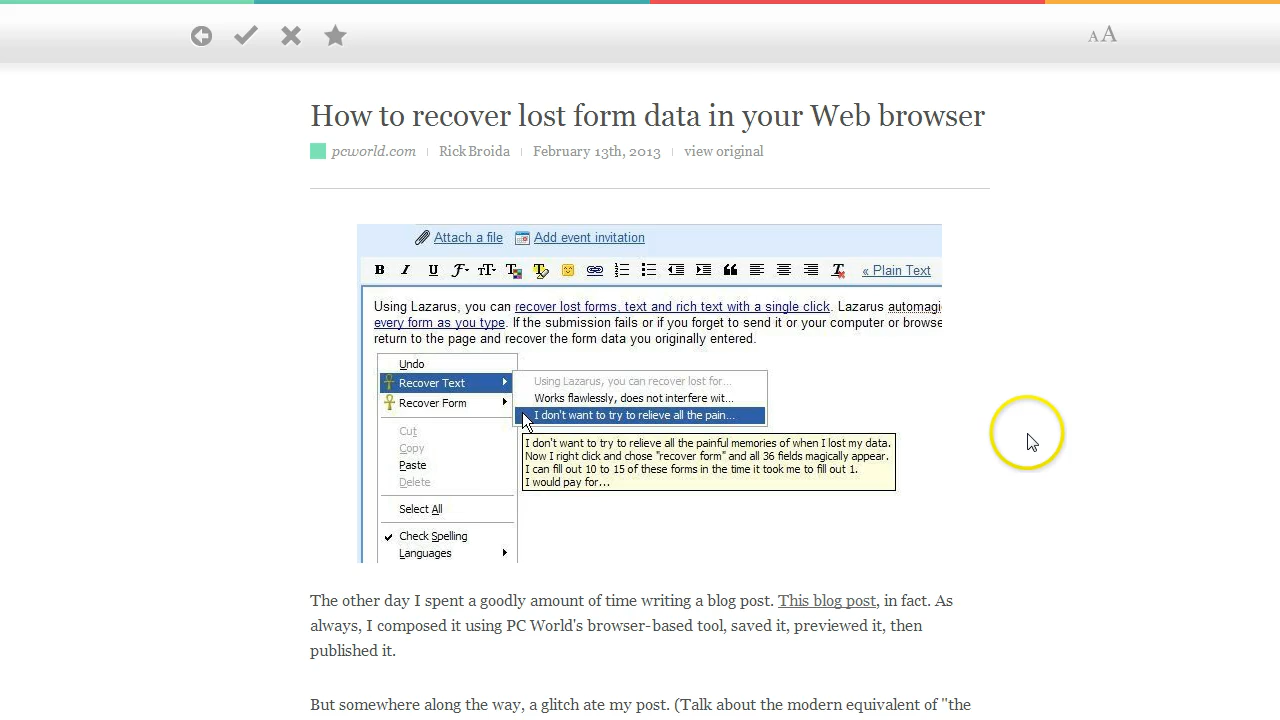 AA
How to recover lost form data in your Web browser
pcworld.com Rick Broida February 13th, 2013 view original
Attach a file Add event invitation
B I U F T T T « Plain Text
Using Lazarus, you can recover lost forms, text and rich text with a single click. Lazarus automagi
every form as you type. If the submission fails or if you forget to send it or your computer or browse
return to the page and recover the form data you originally entered.
Undo
Recover Text
Recover Form
Cut
Copy
Paste
Delete
Select All
Check Spelling
Languages
Using Lazarus, you can recover lost for...
Works flawlessly, does not interfere wit...
I don't want to try to relieve all the pain...
I don't want to try to relieve all the painful memories of when I lost my data.
Now I right click and chose "recover form" and all 36 fields magically appear.
I can fill out 10 to 15 of these forms in the time it took me to fill out 1.
I would pay for...
The other day I spent a goodly amount of time writing a blog post. This blog post, in fact. As
always, I composed it using PC World's browser-based tool, saved it, previewed it, then
published it.
But somewhere along the way, a glitch ate my post. (Talk about the modern equivalent of "the